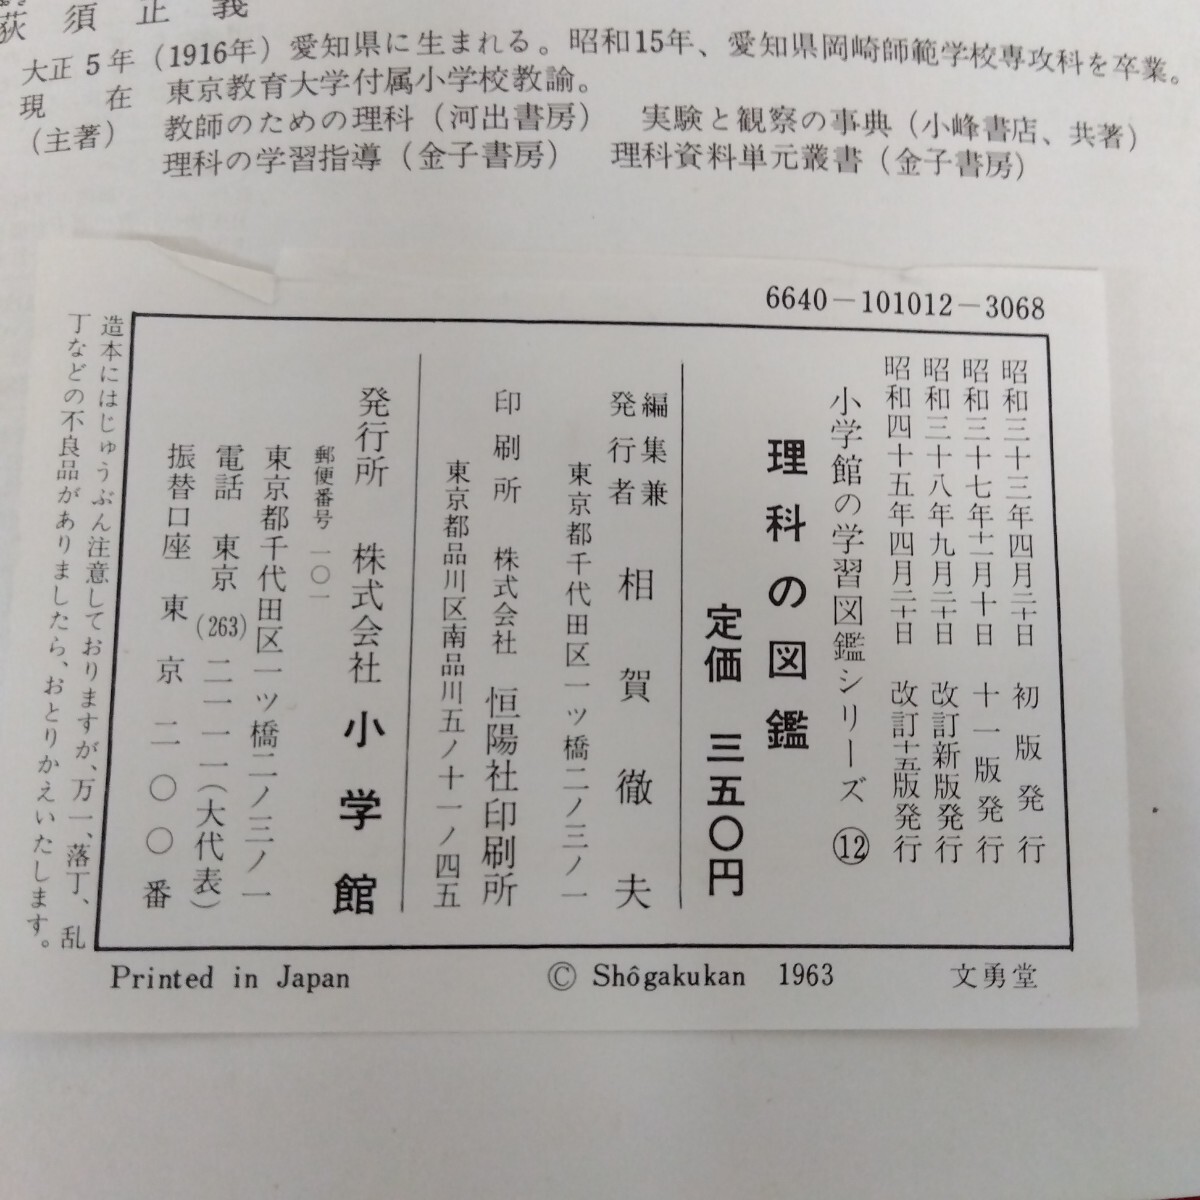 荻須正義
大正5年(1916年)愛知県に生まれる。昭和15年、愛知県岡崎師範学校専攻科を卒業。
現　在　東京教育大学付属小学校教諭。
(主著)　教師のための理科(河出書房)　実験と観察の事典(小峰書店、共著)
理科の学習指導(金子書房)　理科資料単元叢書(金子書房)
6640-101012-3068
昭和三十三年四月二十日　初版発行
昭和三十七年十一月十日　十一版発行
昭和三十八年九月二十日　改訂新版発行
昭和四十五年四月二十日　改訂十五版発行
小学館の学習図鑑シリーズ⑫
理科の図鑑
定価　三五〇円
編集兼
発行者　相賀徹夫
東京都千代田区一ッ橋二ノ三ノ一
印刷所　株式会社　恒陽社印刷所
東京都品川区南品川五ノ十一ノ四五
発行所　株式会社　小学館
郵便番号　一〇一
東京都千代田区一ッ橋二ノ三ノ一
電話　東京(263)二一一一(大代表)
振替口座　東京　二〇〇番
造本にはじゅうぶん注意しておりますが、万一、落丁、乱
丁などの不良品がありましたら、おとりかえいたします。
Printed in Japan　© Shôgakukan 1963　文勇堂